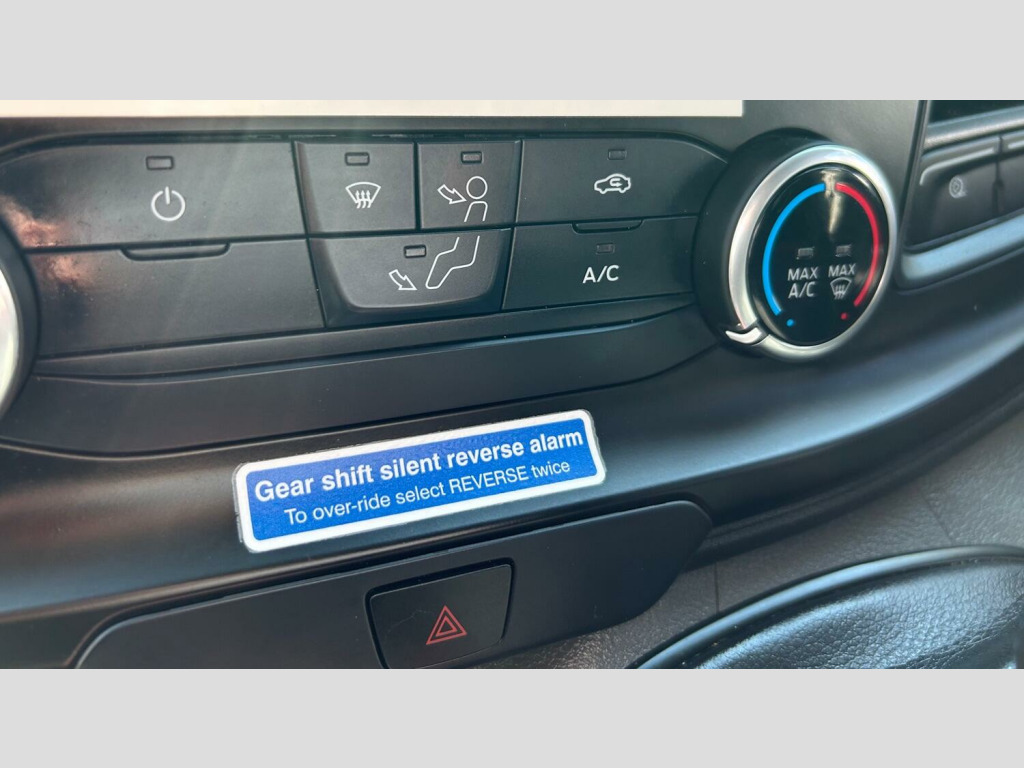 A/C
MAX
A/C
MAX
Gear shift silent reverse alarm
To over-ride select REVERSE twice